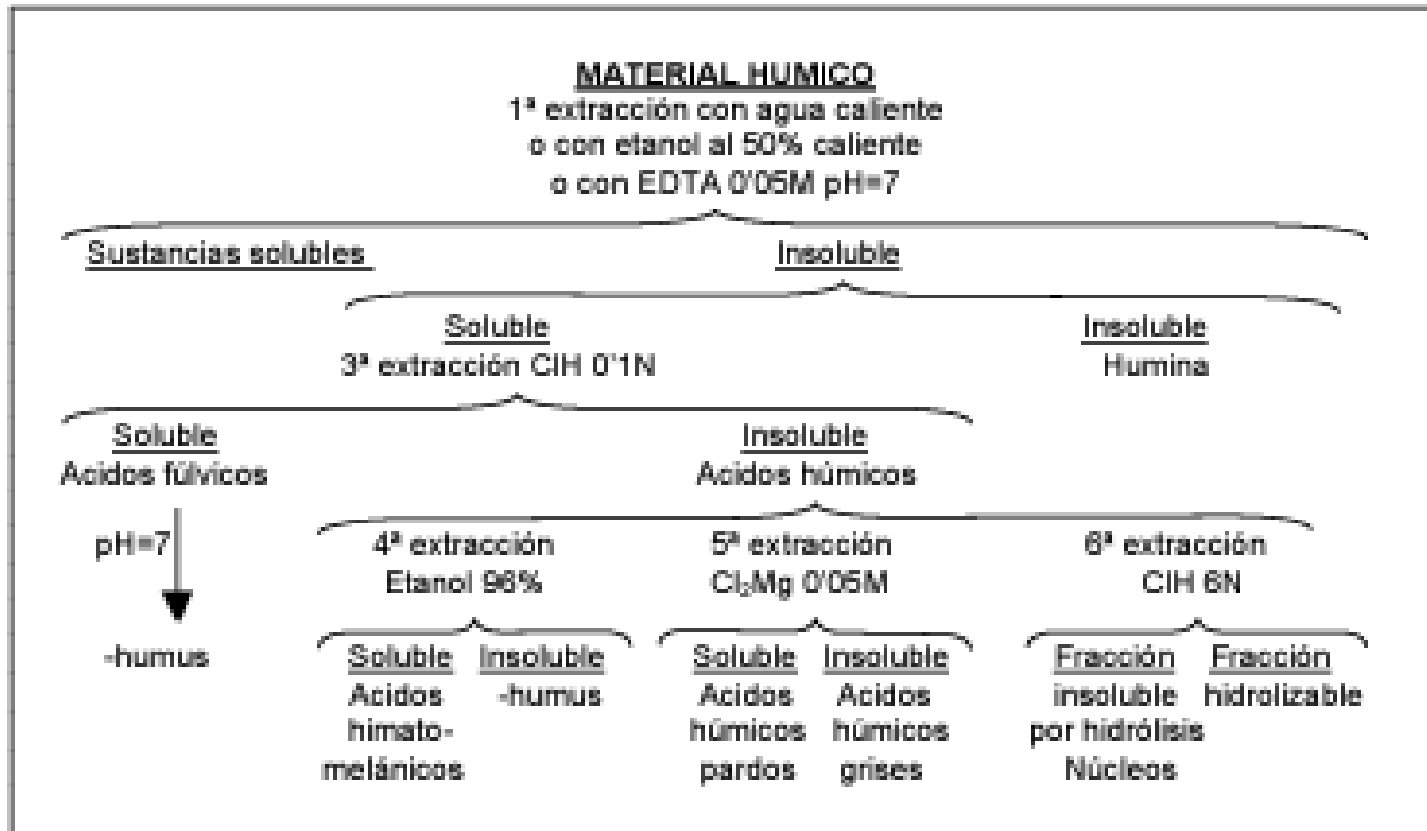 MATERIAL HUMICO
1ª extracción con agua caliente
o con etanol al 50% caliente
o con EDTA 0'05M pH=7
Sustancias solubles
Insoluble
Soluble
3ª extracción ClH 0'1N
Insoluble
Humina
Soluble
Acidos fúlvicos
Insoluble
Acidos húmicos
pH=7
-humus
4ª extracción
Etanol 96%
5ª extracción
Cl₂Mg 0'05M
6ª extracción
ClH 6N
Soluble
Acidos
himato-
melánicos
Insoluble
-humus
Soluble
Acidos
húmicos
pardos
Insoluble
Acidos
húmicos
grises
Fracción
insoluble
por hidrólisis
Núcleos
Fracción
hidrolizable